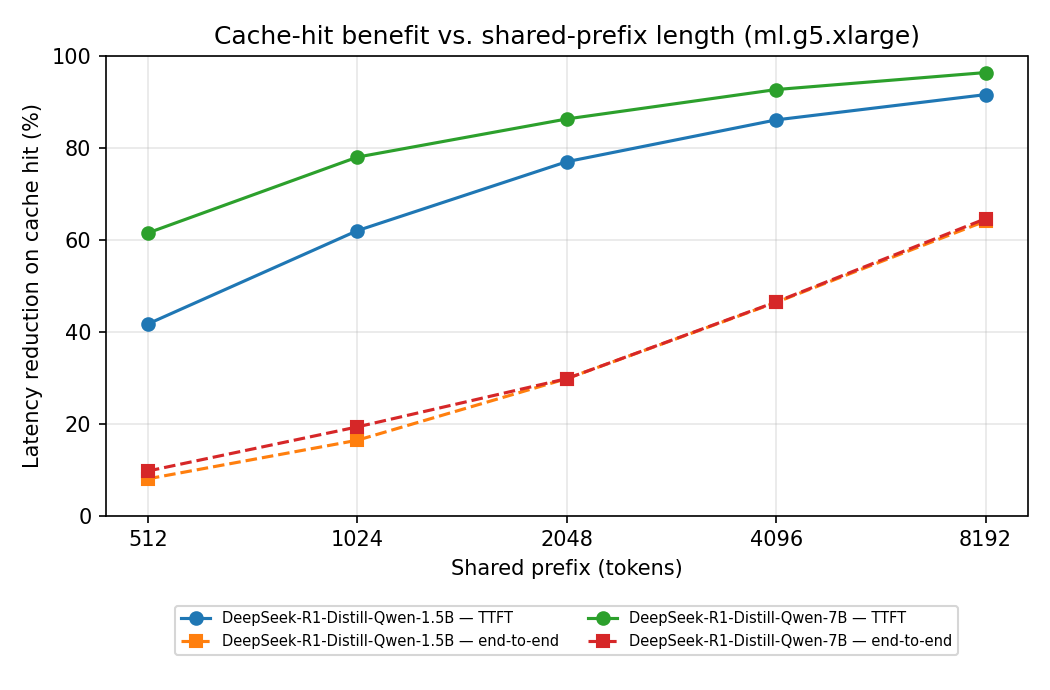 Cache-hit benefit vs. shared-prefix length (ml.g5.xlarge)
Latency reduction on cache hit (%)
100
80
60
40
20
0
512 1024 2048 4096 8192
Shared prefix (tokens)
DeepSeek-R1-Distill-Qwen-1.5B — TTFT
DeepSeek-R1-Distill-Qwen-1.5B — end-to-end
DeepSeek-R1-Distill-Qwen-7B — TTFT
DeepSeek-R1-Distill-Qwen-7B — end-to-end